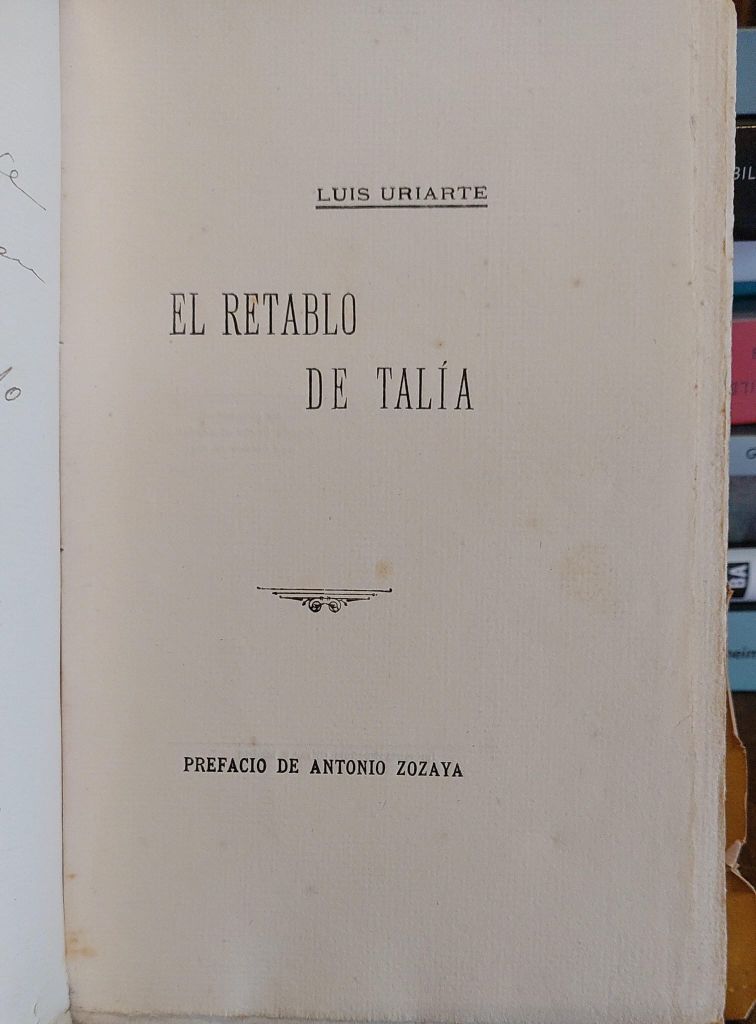 LUIS URIARTE
EL RETABLO
DE TALÍA
PREFACIO DE ANTONIO ZOZAYA